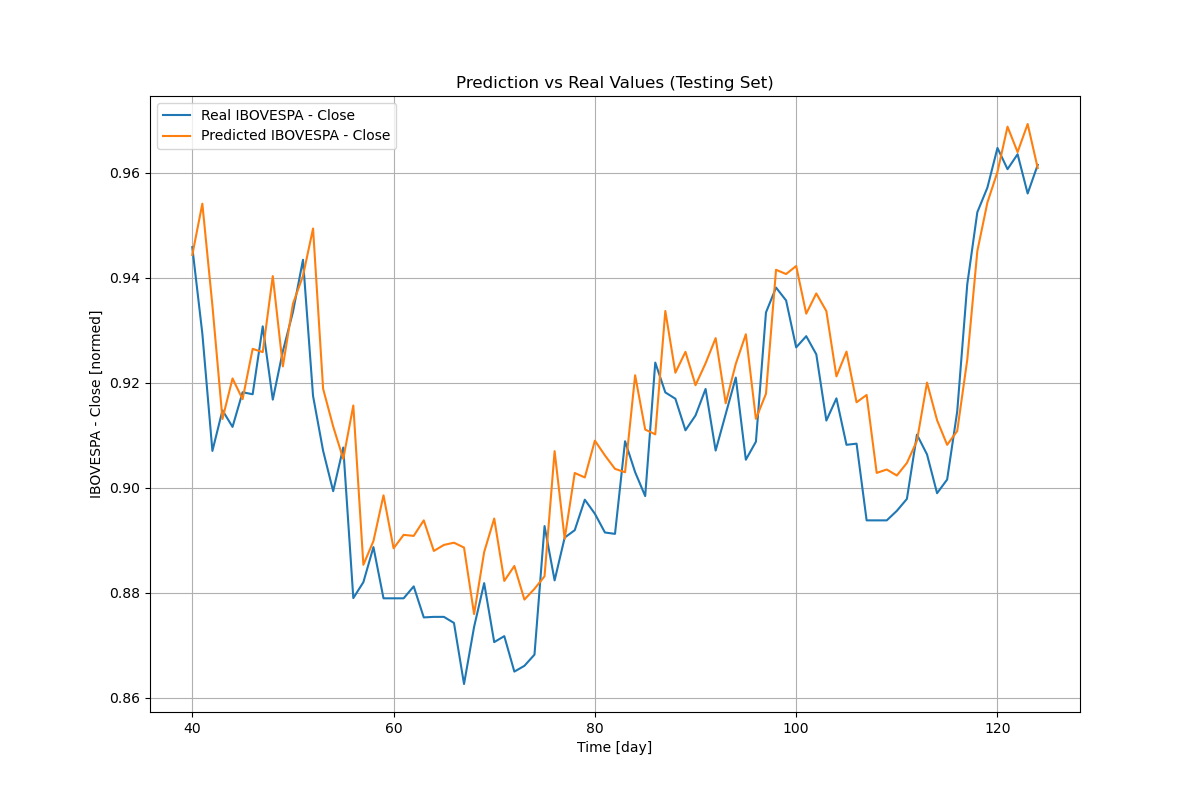 Prediction vs Real Values (Testing Set)
Real IBOVESPA - Close
Predicted IBOVESPA - Close
IBOVESPA - Close [normed]
0.96
0.94
0.92
0.90
0.88
0.86
40 60 80 100 120
Time [day]